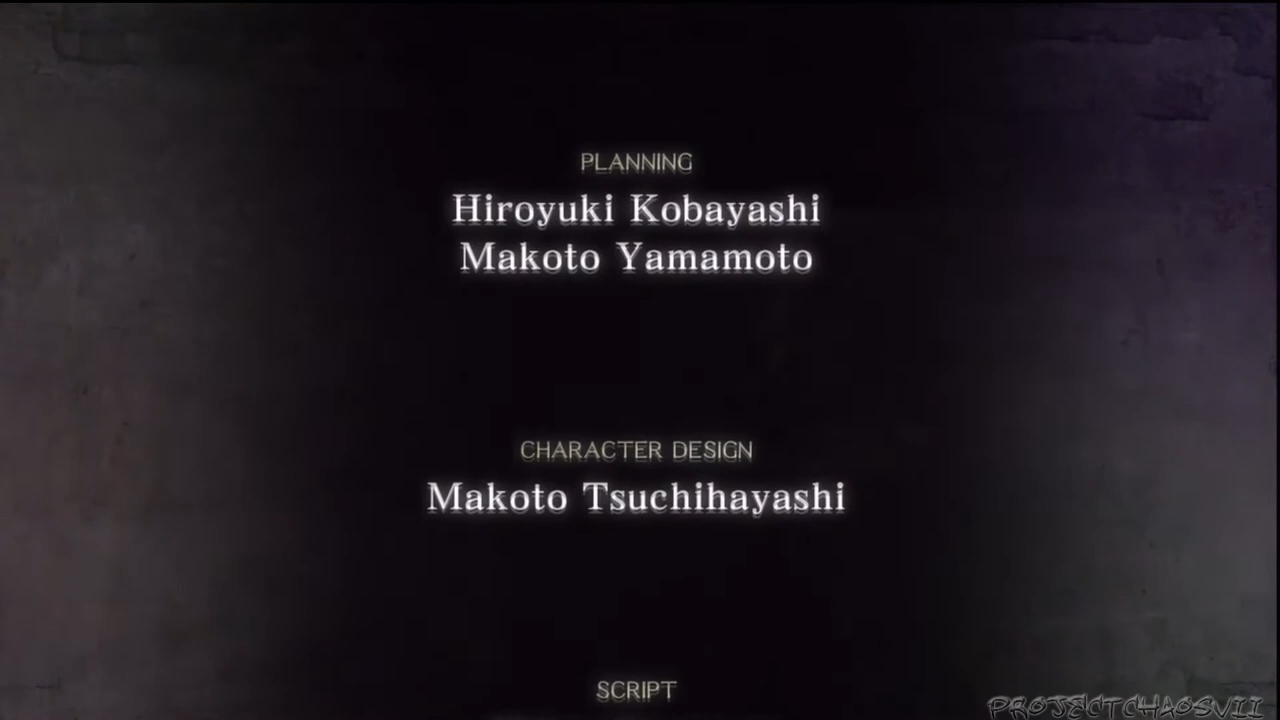 PLANNING
Hiroyuki Kobayashi
Makoto Yamamoto
CHARACTER DESIGN
Makoto Tsuchihayashi
SCRIPT
PROJECTCHAOSVII